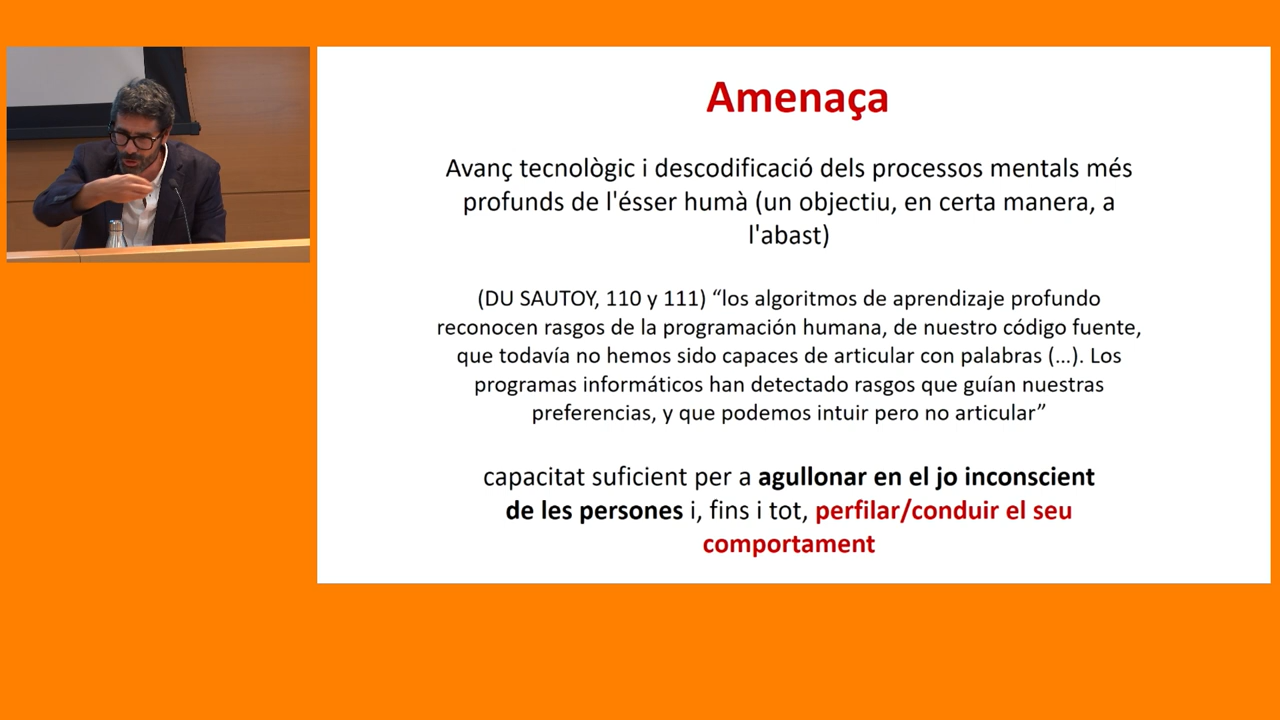 Amenaça
Avanç tecnològic i descodificació dels processos mentals més
profunds de l'ésser humà (un objectiu, en certa manera, a
l'abast)
(DU SAUTOY, 110 y 111) “los algoritmos de aprendizaje profundo
reconocen rasgos de la programación humana, de nuestro código fuente,
que todavía no hemos sido capaces de articular con palabras (…). Los
programas informáticos han detectado rasgos que guían nuestras
preferencias, y que podemos intuir pero no articular”
capacitat suficient per a agullonar en el jo inconscient
de les persones i, fins i tot, perfilar/conduir el seu
comportament